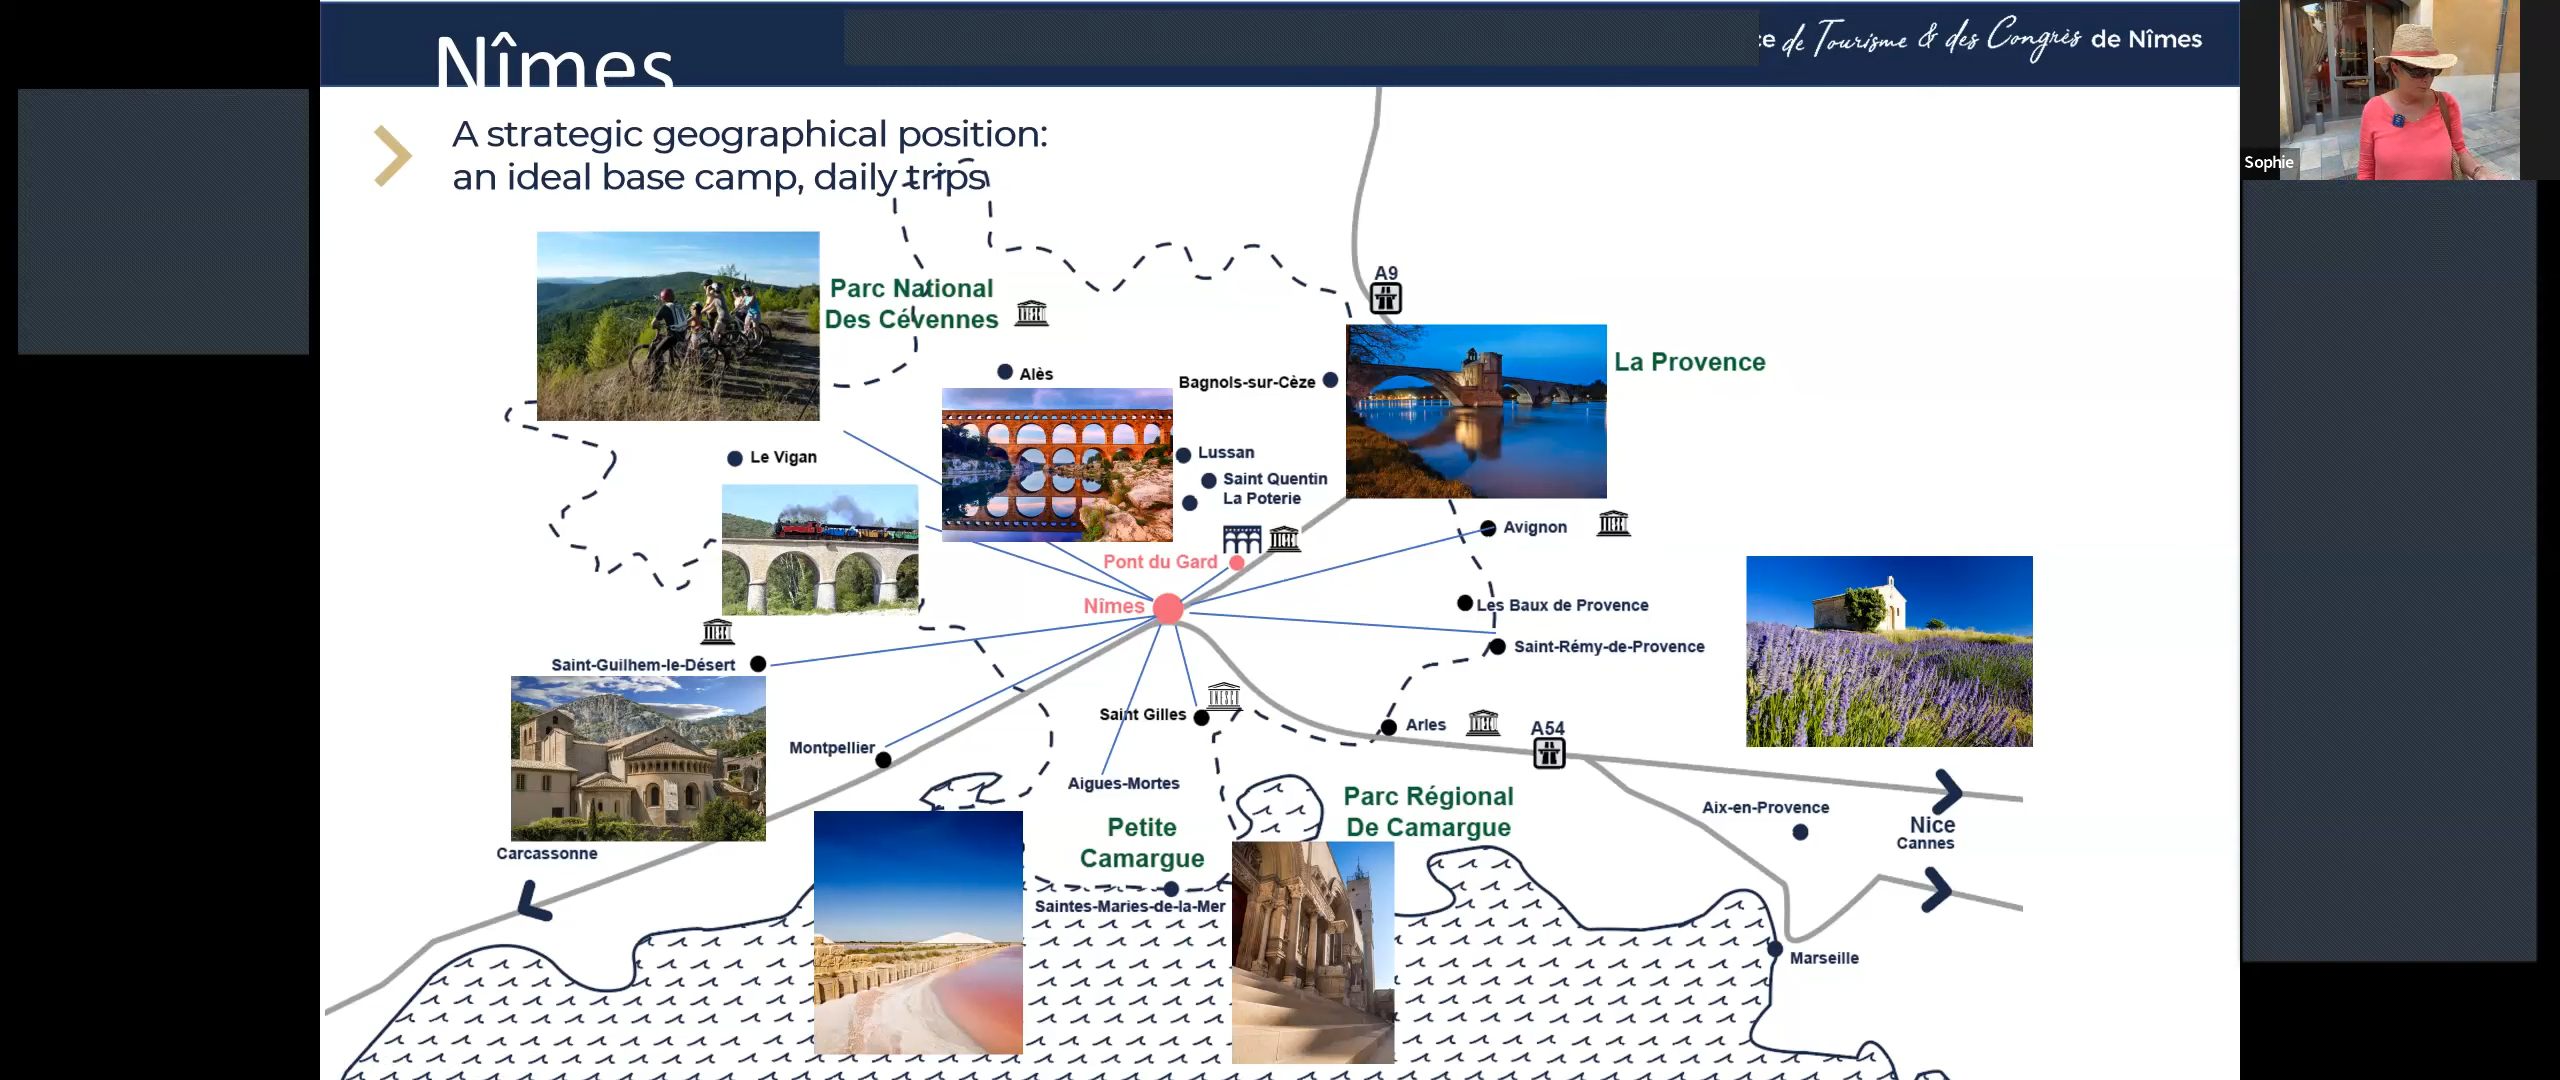 Nîmes
de Tourisme & des Congrès de Nîmes
Sophie
A strategic geographical position:
an ideal base camp, daily trips
A9
Parc National
Des Cévennes
La Provence
Alès
Bagnols-sur-Cèze
Le Vigan
Lussan
Saint Quentin
La Poterie
Avignon
Pont du Gard
Nîmes
Les Baux de Provence
Saint-Rémy-de-Provence
Saint-Guilhem-le-Désert
UNESCO
Saint Gilles
Arles
A54
Montpellier
Aigues-Mortes
Parc Régional
De Camargue
Aix-en-Provence
Petite
Camargue
Nice
Cannes
Carcassonne
Saintes-Maries-de-la-Mer
Marseille